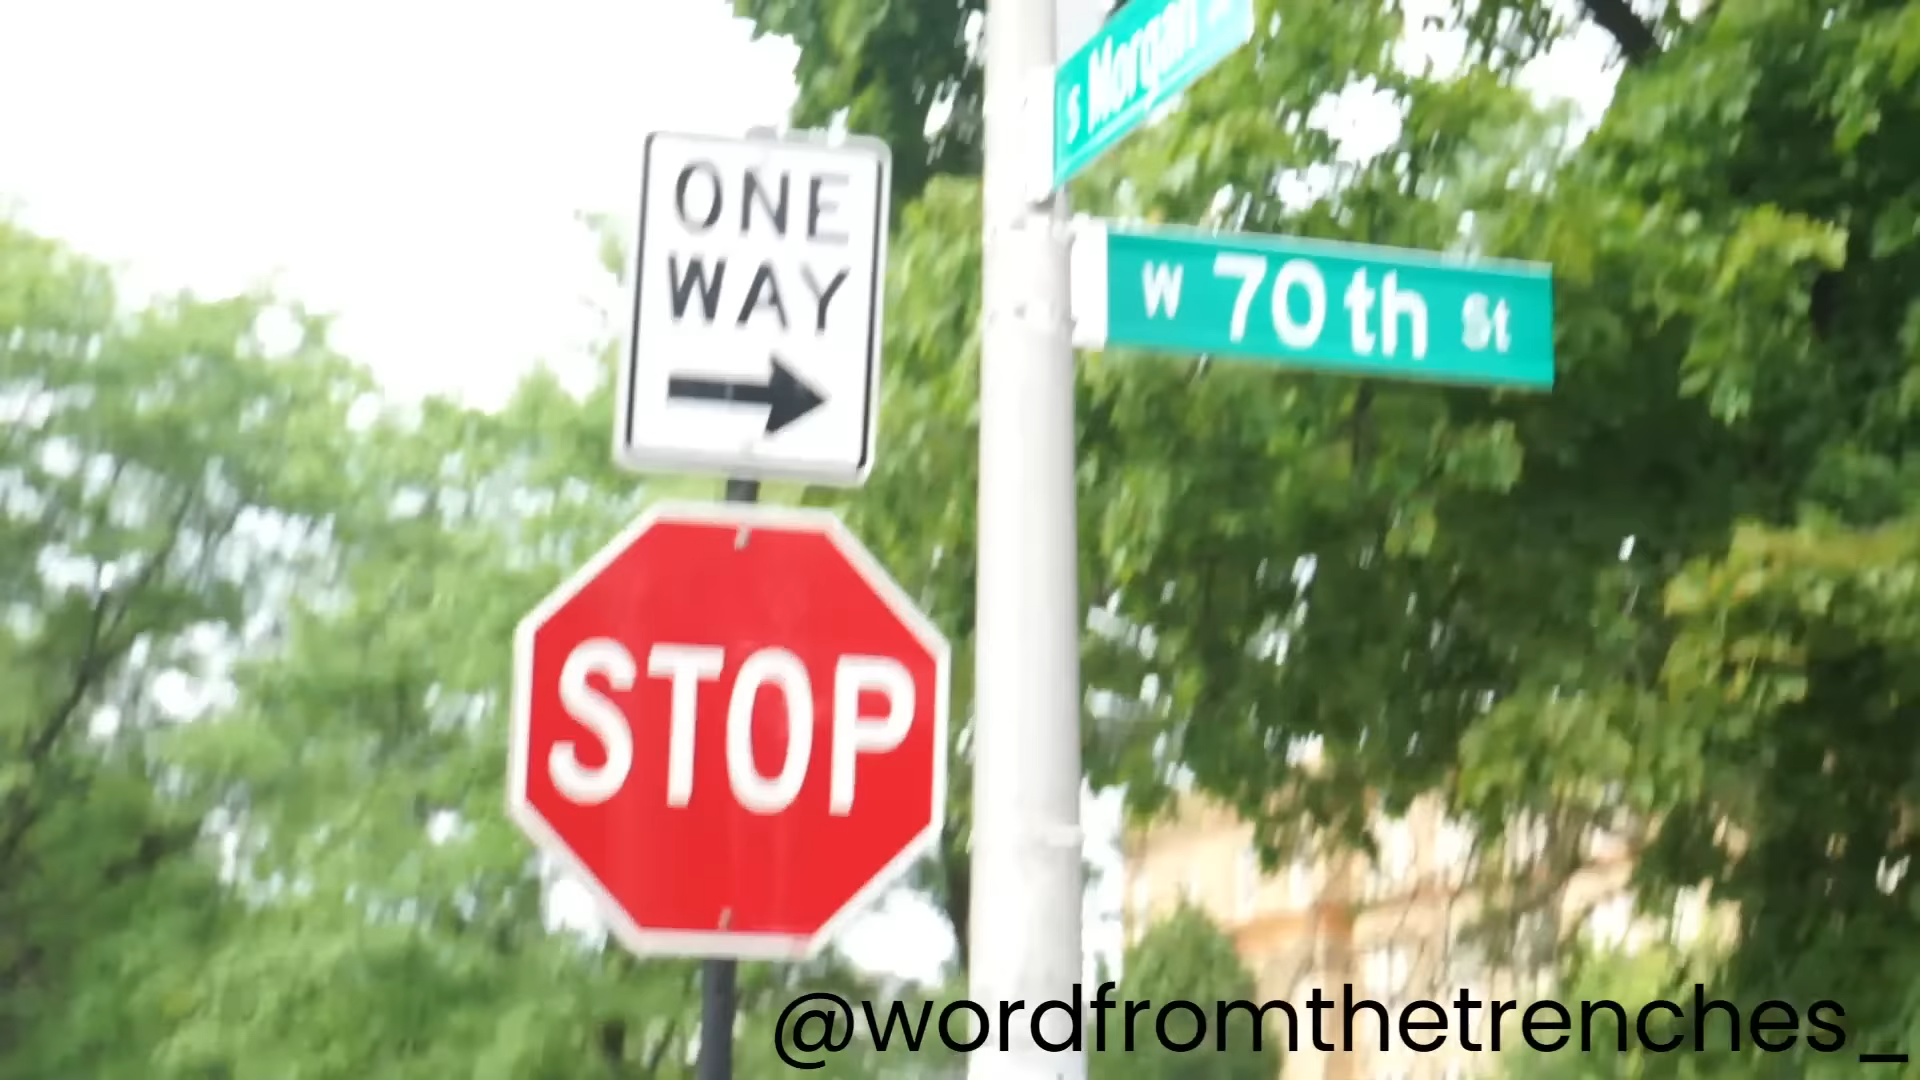 S Morgan
ONE
WAY
W 70th St
STOP
@wordfromthetrenches_